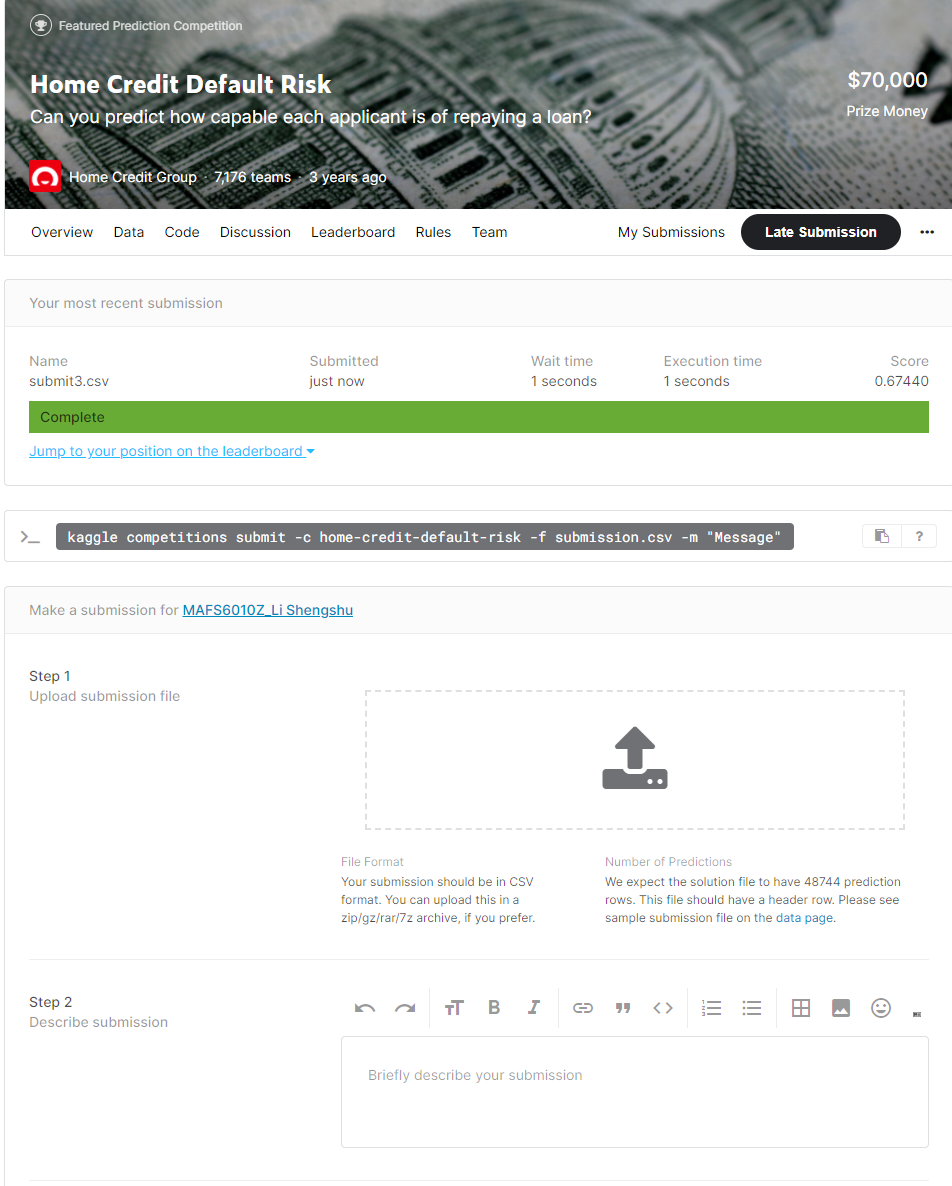 Featured Prediction Competition
Home Credit Default Risk
$70,000
Can you predict how capable each applicant is of repaying a loan?
Prize Money
Home Credit Group · 7,176 teams · 3 years ago
Overview Data Code Discussion Leaderboard Rules Team My Submissions Late Submission ···
Your most recent submission
Name Submitted Wait time Execution time Score
submit3.csv just now 1 seconds 1 seconds 0.67440
Complete
Jump to your position on the leaderboard
>_ kaggle competitions submit -c home-credit-default-risk -f submission.csv -m "Message" ?
Make a submission for MAFS6010Z_Li Shengshu
Step 1
Upload submission file
File Format
Your submission should be in CSV
format. You can upload this in a
zip/gz/rar/7z archive, if you prefer.
Number of Predictions
We expect the solution file to have 48744 prediction
rows. This file should have a header row. Please see
sample submission file on the data page.
Step 2
Describe submission
Briefly describe your submission